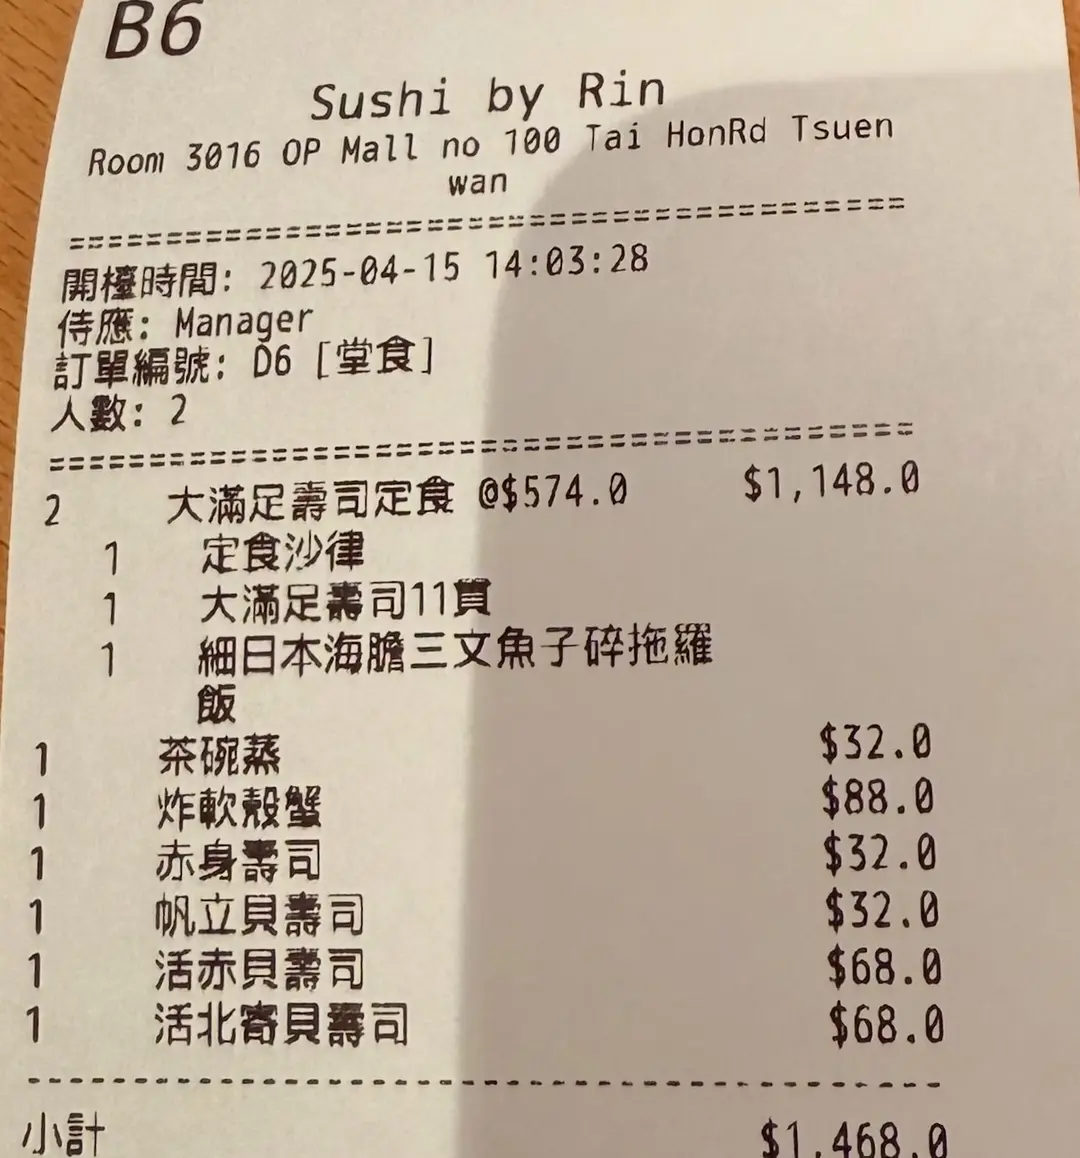 B6
Sushi by Rin
Room 3016 OP Mall no 100 Tai HonRd Tsuen
wan
==========================================
開檯時間: 2025-04-15 14:03:28
侍應: Manager
訂單編號: D6 [堂食]
人數: 2
==========================================
2 大滿足壽司定食 @$574.0 $1,148.0
1 定食沙律
1 大滿足壽司11貫
1 細日本海膽三文魚子碎拖羅
飯
1 茶碗蒸 $32.0
1 炸軟殼蟹 $88.0
1 赤身壽司 $32.0
1 帆立貝壽司 $32.0
1 活赤貝壽司 $68.0
1 活北寄貝壽司 $68.0
------------------------------------------
小計 $1,468.0